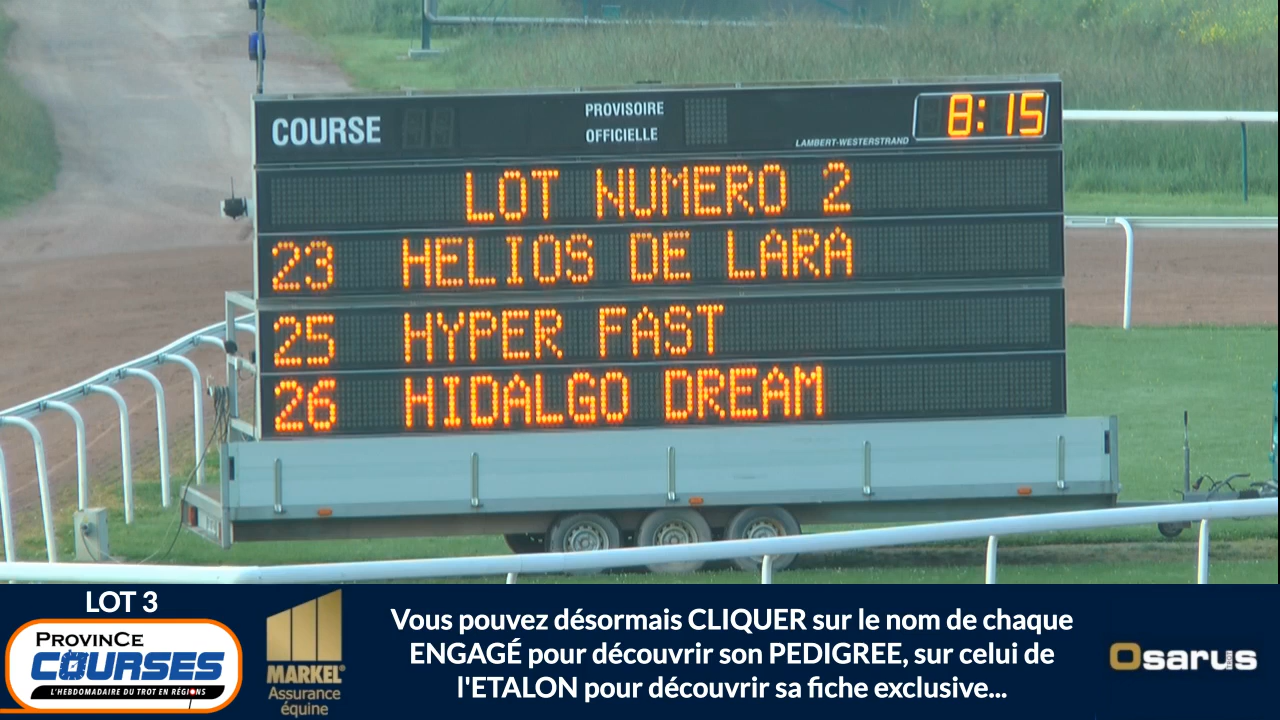 COURSE
PROVISOIRE
OFFICIELLE
LAMBERT-WESTERSTRAND
8:15
LOT NUMERO 2
23 HELIOS DE LARA
25 HYPER FAST
26 HIDALGO DREAM
LOT 3
PROVINCE
COURSES
L'HEBDOMADAIRE DU TROT EN RÉGIONS
MARKEL®
Assurance
équine
Vous pouvez désormais CLIQUER sur le nom de chaque
ENGAGÉ pour découvrir son PEDIGREE, sur celui de
l'ETALON pour découvrir sa fiche exclusive...
Osarus